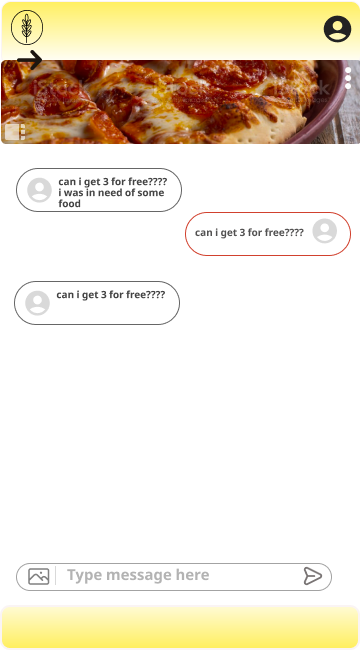 iStock
can i get 3 for free????
i was in need of some
food
can i get 3 for free????
can i get 3 for free????
Type message here